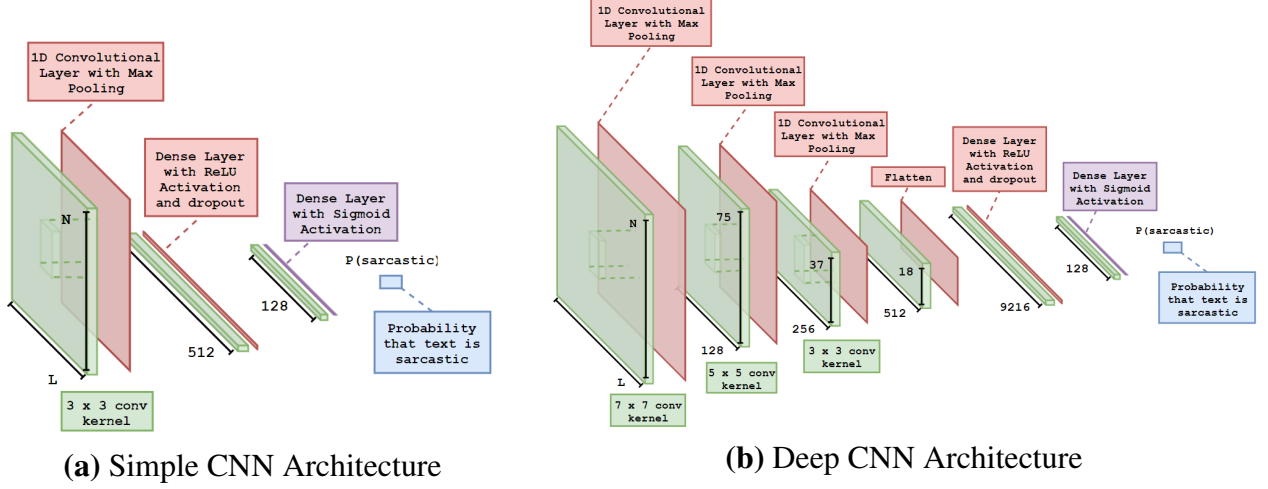 1D Convolutional
Layer with Max
Pooling
Dense Layer
with ReLU
Activation
and dropout
Dense Layer
with Sigmoid
Activation
P(sarcastic)
Probability
that text is
sarcastic
N
L
512
128
3 x 3 conv
kernel
(a) Simple CNN Architecture
1D Convolutional
Layer with Max
Pooling
1D Convolutional
Layer with Max
Pooling
1D Convolutional
Layer with Max
Pooling
Flatten
Dense Layer
with ReLU
Activation
and dropout
Dense Layer
with Sigmoid
Activation
P(sarcastic)
Probability
that text is
sarcastic
N
75
37
18
L
128
256
512
9216
128
7 x 7 conv
kernel
5 x 5 conv
kernel
3 x 3 conv
kernel
(b) Deep CNN Architecture